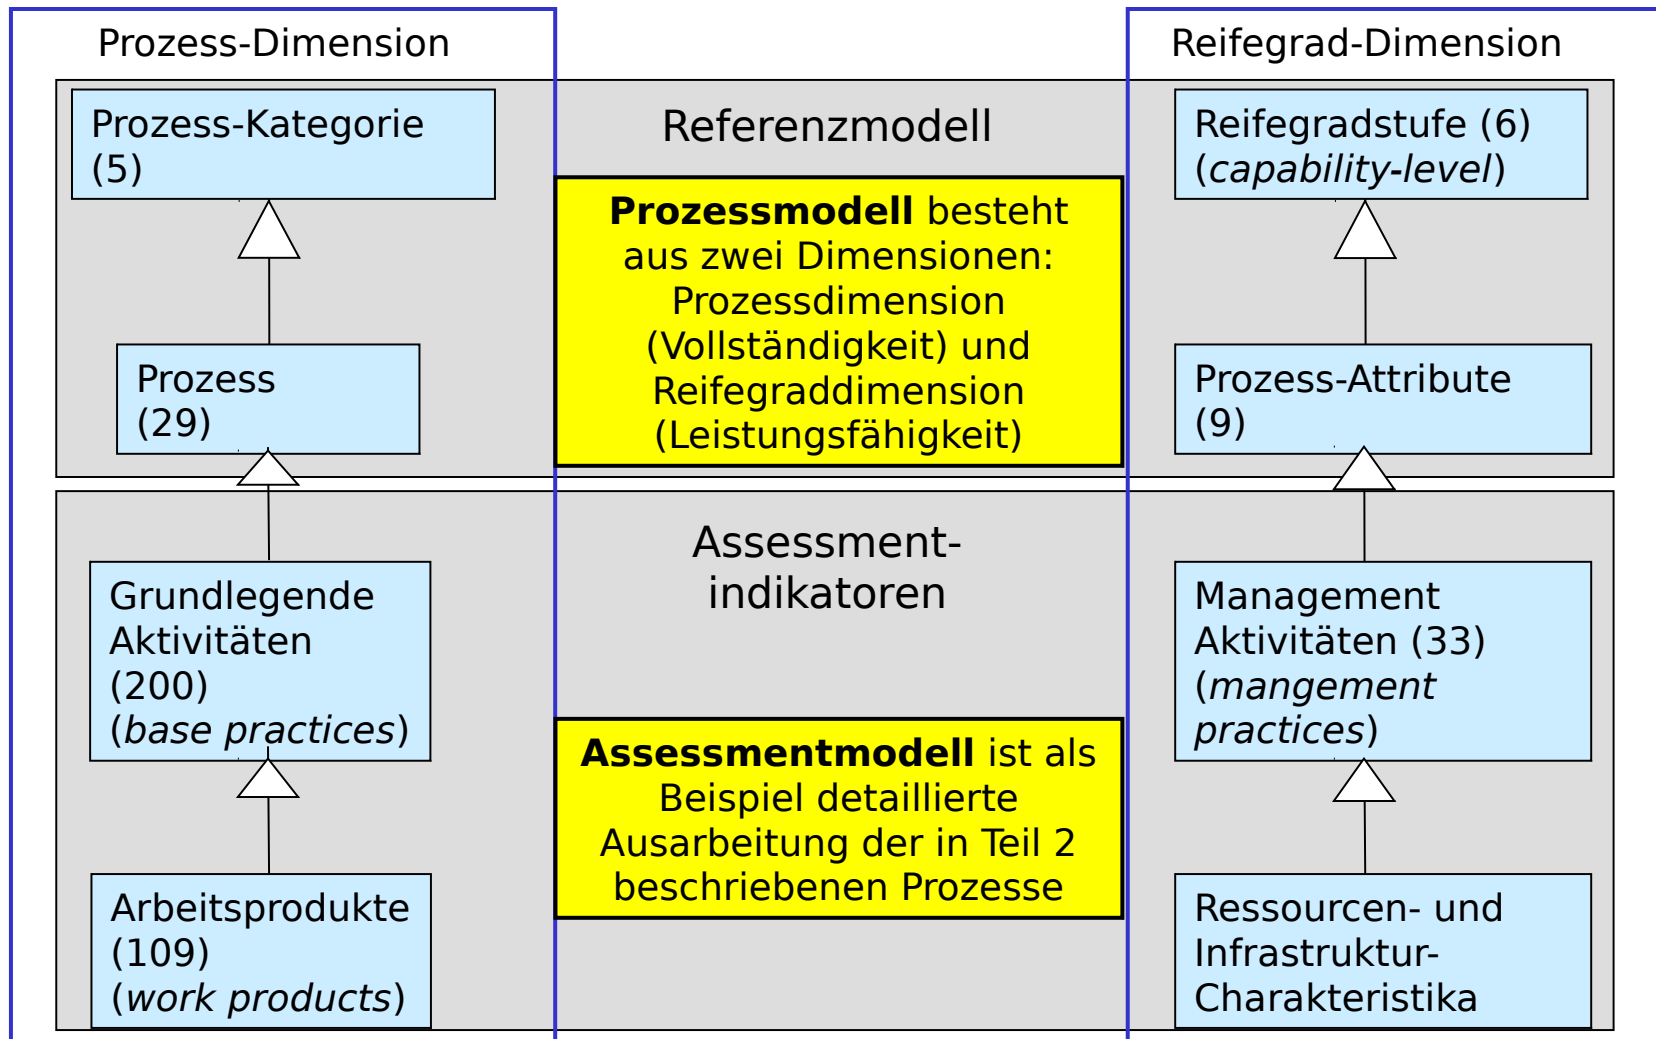 Prozess-Dimension
Reifegrad-Dimension
Prozess-Kategorie
(5)
Referenzmodell
Reifegradstufe (6)
(capability-level)
Prozessmodell besteht
aus zwei Dimensionen:
Prozessdimension
(Vollständigkeit) und
Reifegraddimension
(Leistungsfähigkeit)
Prozess
(29)
Prozess-Attribute
(9)
Assessment-
indikatoren
Grundlegende
Aktivitäten
(200)
(base practices)
Management
Aktivitäten (33)
(mangement
practices)
Assessmentmodell ist als
Beispiel detaillierte
Ausarbeitung der in Teil 2
beschriebenen Prozesse
Arbeitsprodukte
(109)
(work products)
Ressourcen- und
Infrastruktur-
Charakteristika